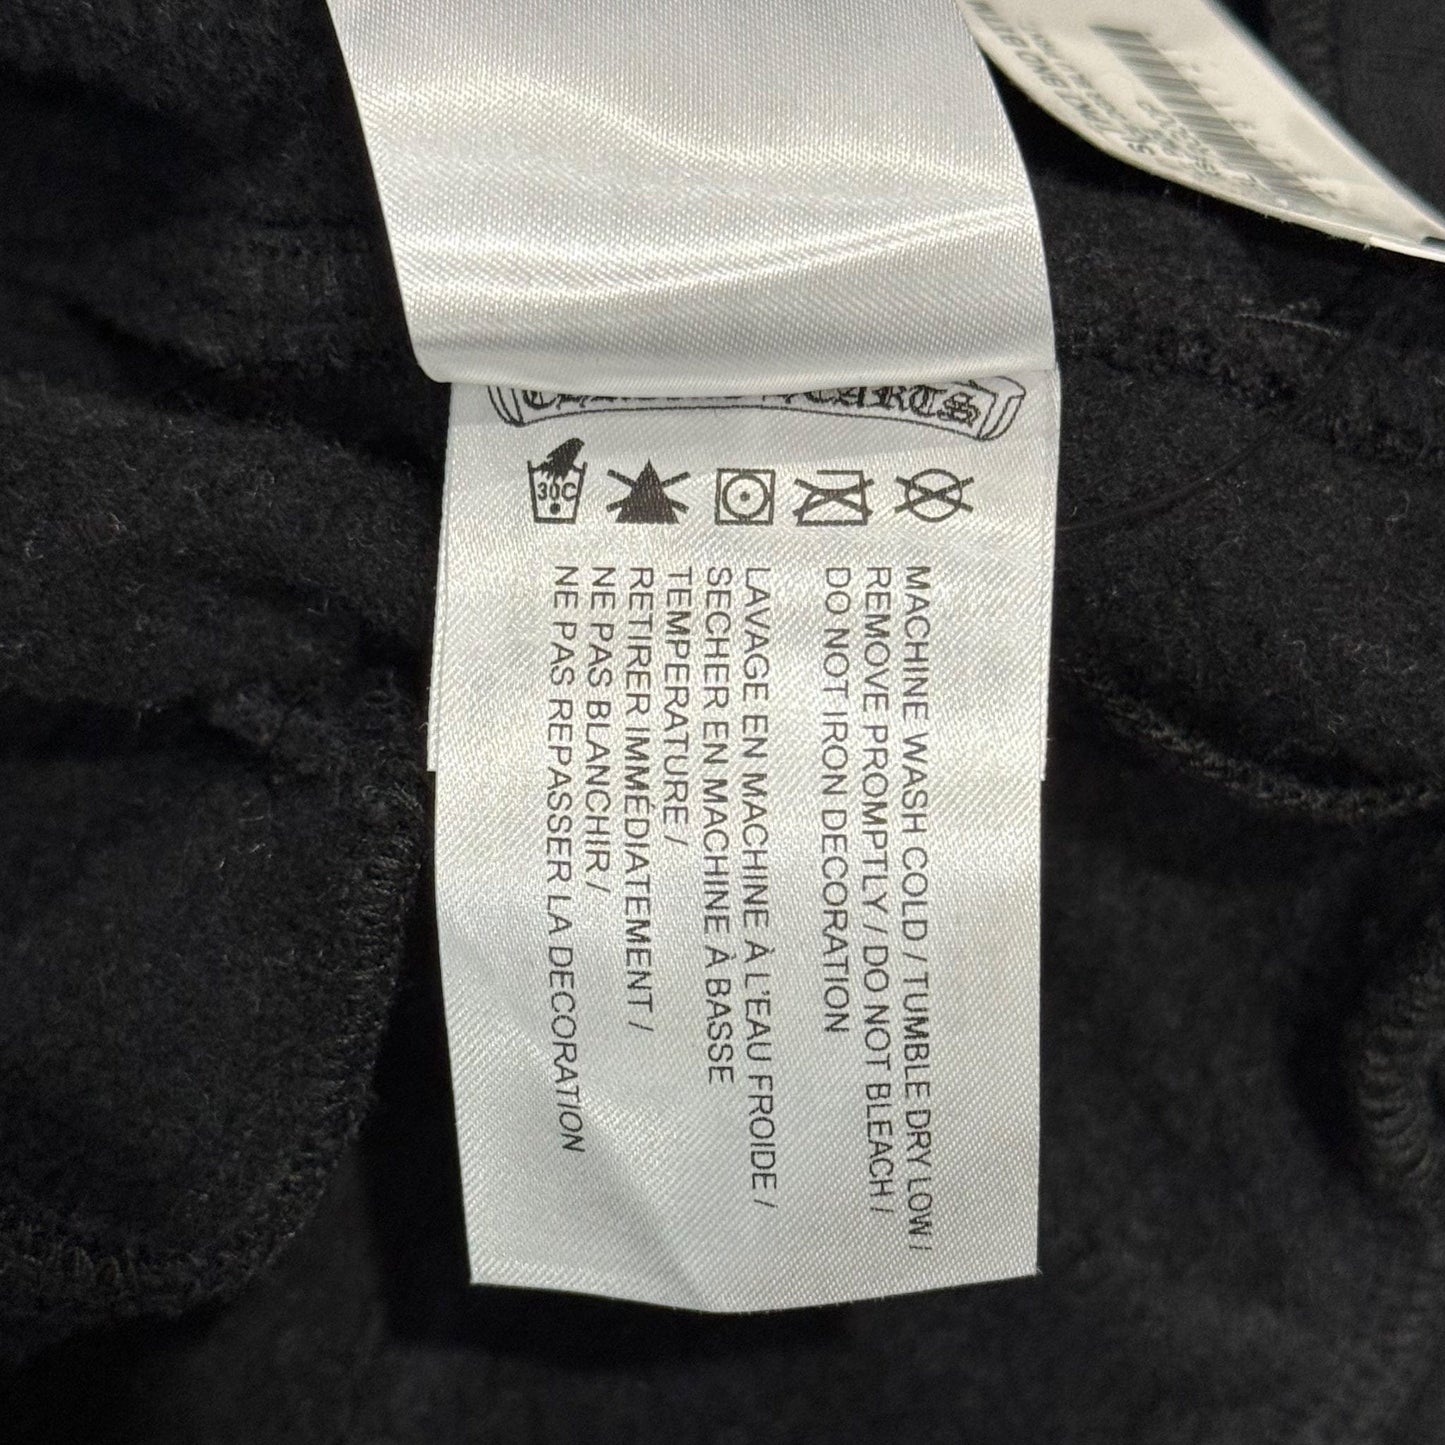 HEARTS
30C
MACHINE WASH COLD / TUMBLE DRY LOW /
REMOVE PROMPTLY / DO NOT BLEACH /
DO NOT IRON DECORATION
LAVAGE EN MACHINE À L'EAU FROIDE /
SECHER EN MACHINE À BASSE
TEMPERATURE /
RETIRER IMMÉDIATEMENT /
NE PAS BLANCHIR /
NE PAS REPASSER LA DECORATION